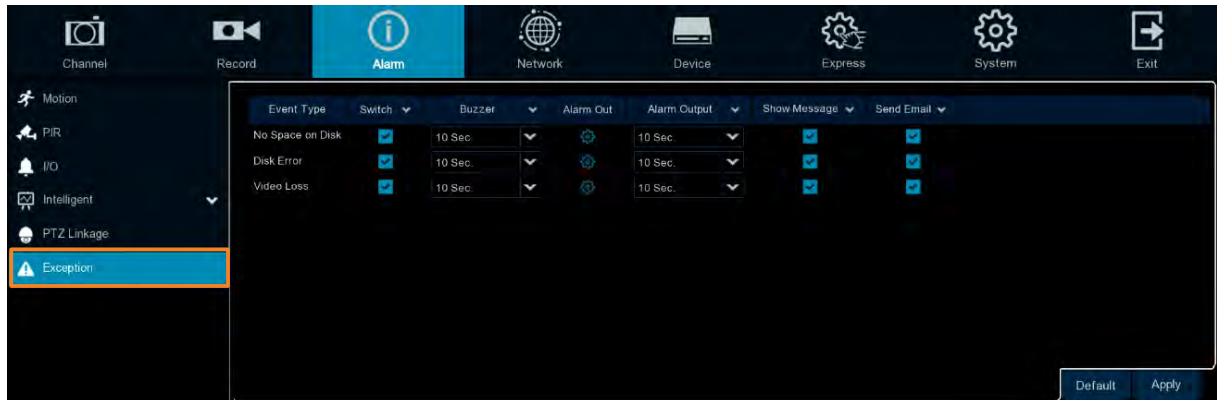 Channel Record Alarm Network Device Express System Exit
Motion
PIR
I/O
Intelligent
PTZ Linkage
Exception
Event Type Switch Buzzer Alarm Out Alarm Output Show Message Send Email
No Space on Disk 10 Sec. 10 Sec.
Disk Error 10 Sec. 10 Sec.
Video Loss 10 Sec. 10 Sec.
Default Apply